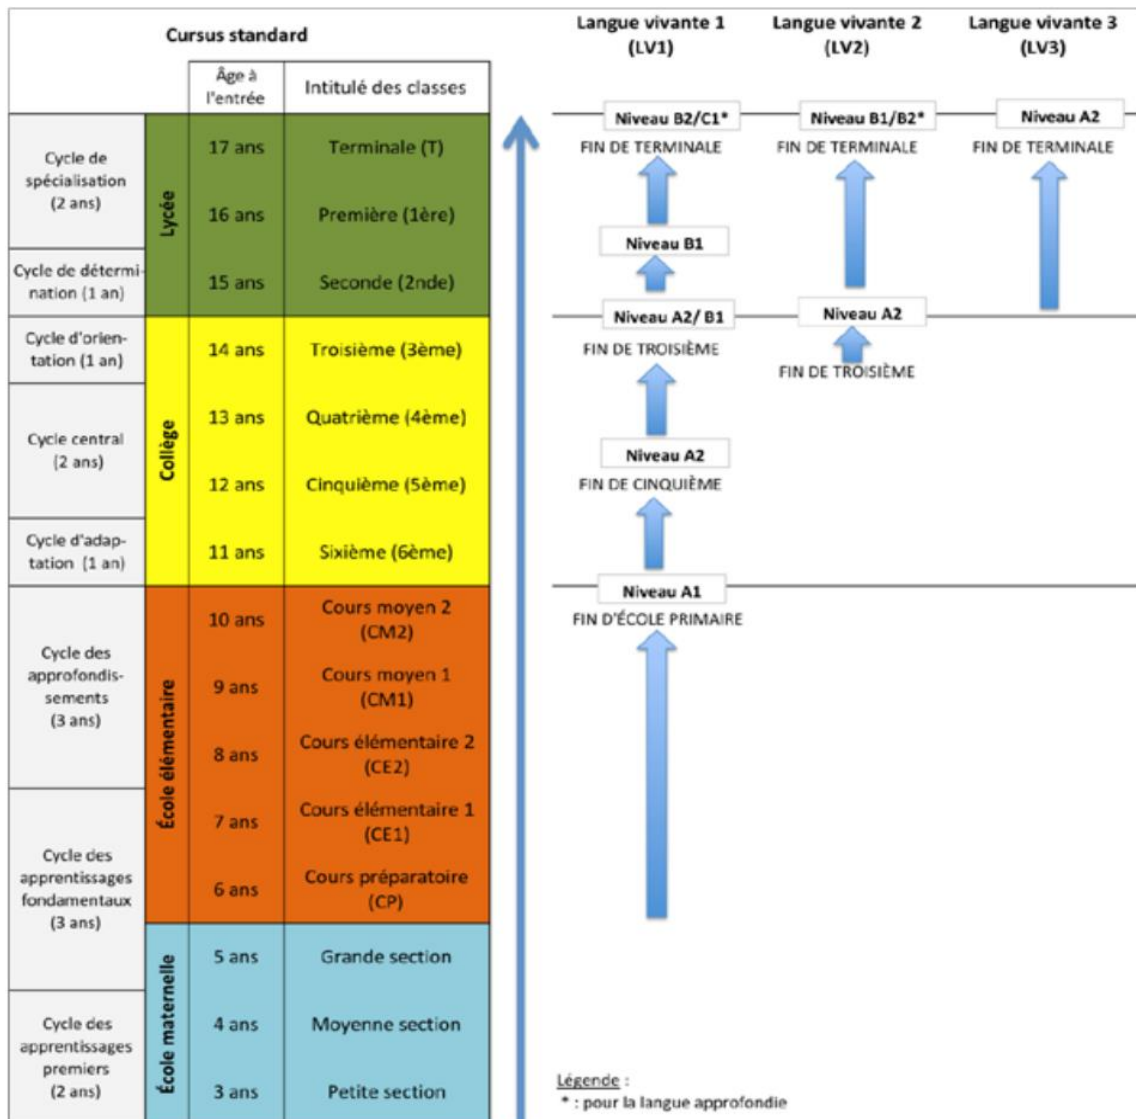 Cursus standard
Langue vivante 1
(LV1)
Langue vivante 2
(LV2)
Langue vivante 3
(LV3)
Âge à
l'entrée
Intitulé des classes
Cycle de
spécialisation
(2 ans)
Lycée
17 ans
Terminale (T)
16 ans
Première (1ère)
Cycle de détermi-
nation (1 an)
15 ans
Seconde (2nde)
Cycle d'orien-
tation (1 an)
Collège
14 ans
Troisième (3ème)
Cycle central
(2 ans)
13 ans
Quatrième (4ème)
12 ans
Cinquième (5ème)
Cycle d'adap-
tation (1 an)
11 ans
Sixième (6ème)
Cycle des
approfondis-
sements
(3 ans)
École élémentaire
10 ans
Cours moyen 2
(CM2)
9 ans
Cours moyen 1
(CM1)
8 ans
Cours élémentaire 2
(CE2)
Cycle des
apprentissages
fondamentaux
(3 ans)
7 ans
Cours élémentaire 1
(CE1)
6 ans
Cours préparatoire
(CP)
École maternelle
5 ans
Grande section
Cycle des
apprentissages
premiers
(2 ans)
4 ans
Moyenne section
3 ans
Petite section
Niveau B2/C1*
FIN DE TERMINALE
Niveau B1
Niveau A2/ B1
FIN DE TROISIÈME
Niveau A2
FIN DE CINQUIÈME
Niveau A1
FIN D'ÉCOLE PRIMAIRE
Niveau B1/B2*
FIN DE TERMINALE
Niveau A2
FIN DE TROISIÈME
Niveau A2
FIN DE TERMINALE
Légende :
* : pour la langue approfondie